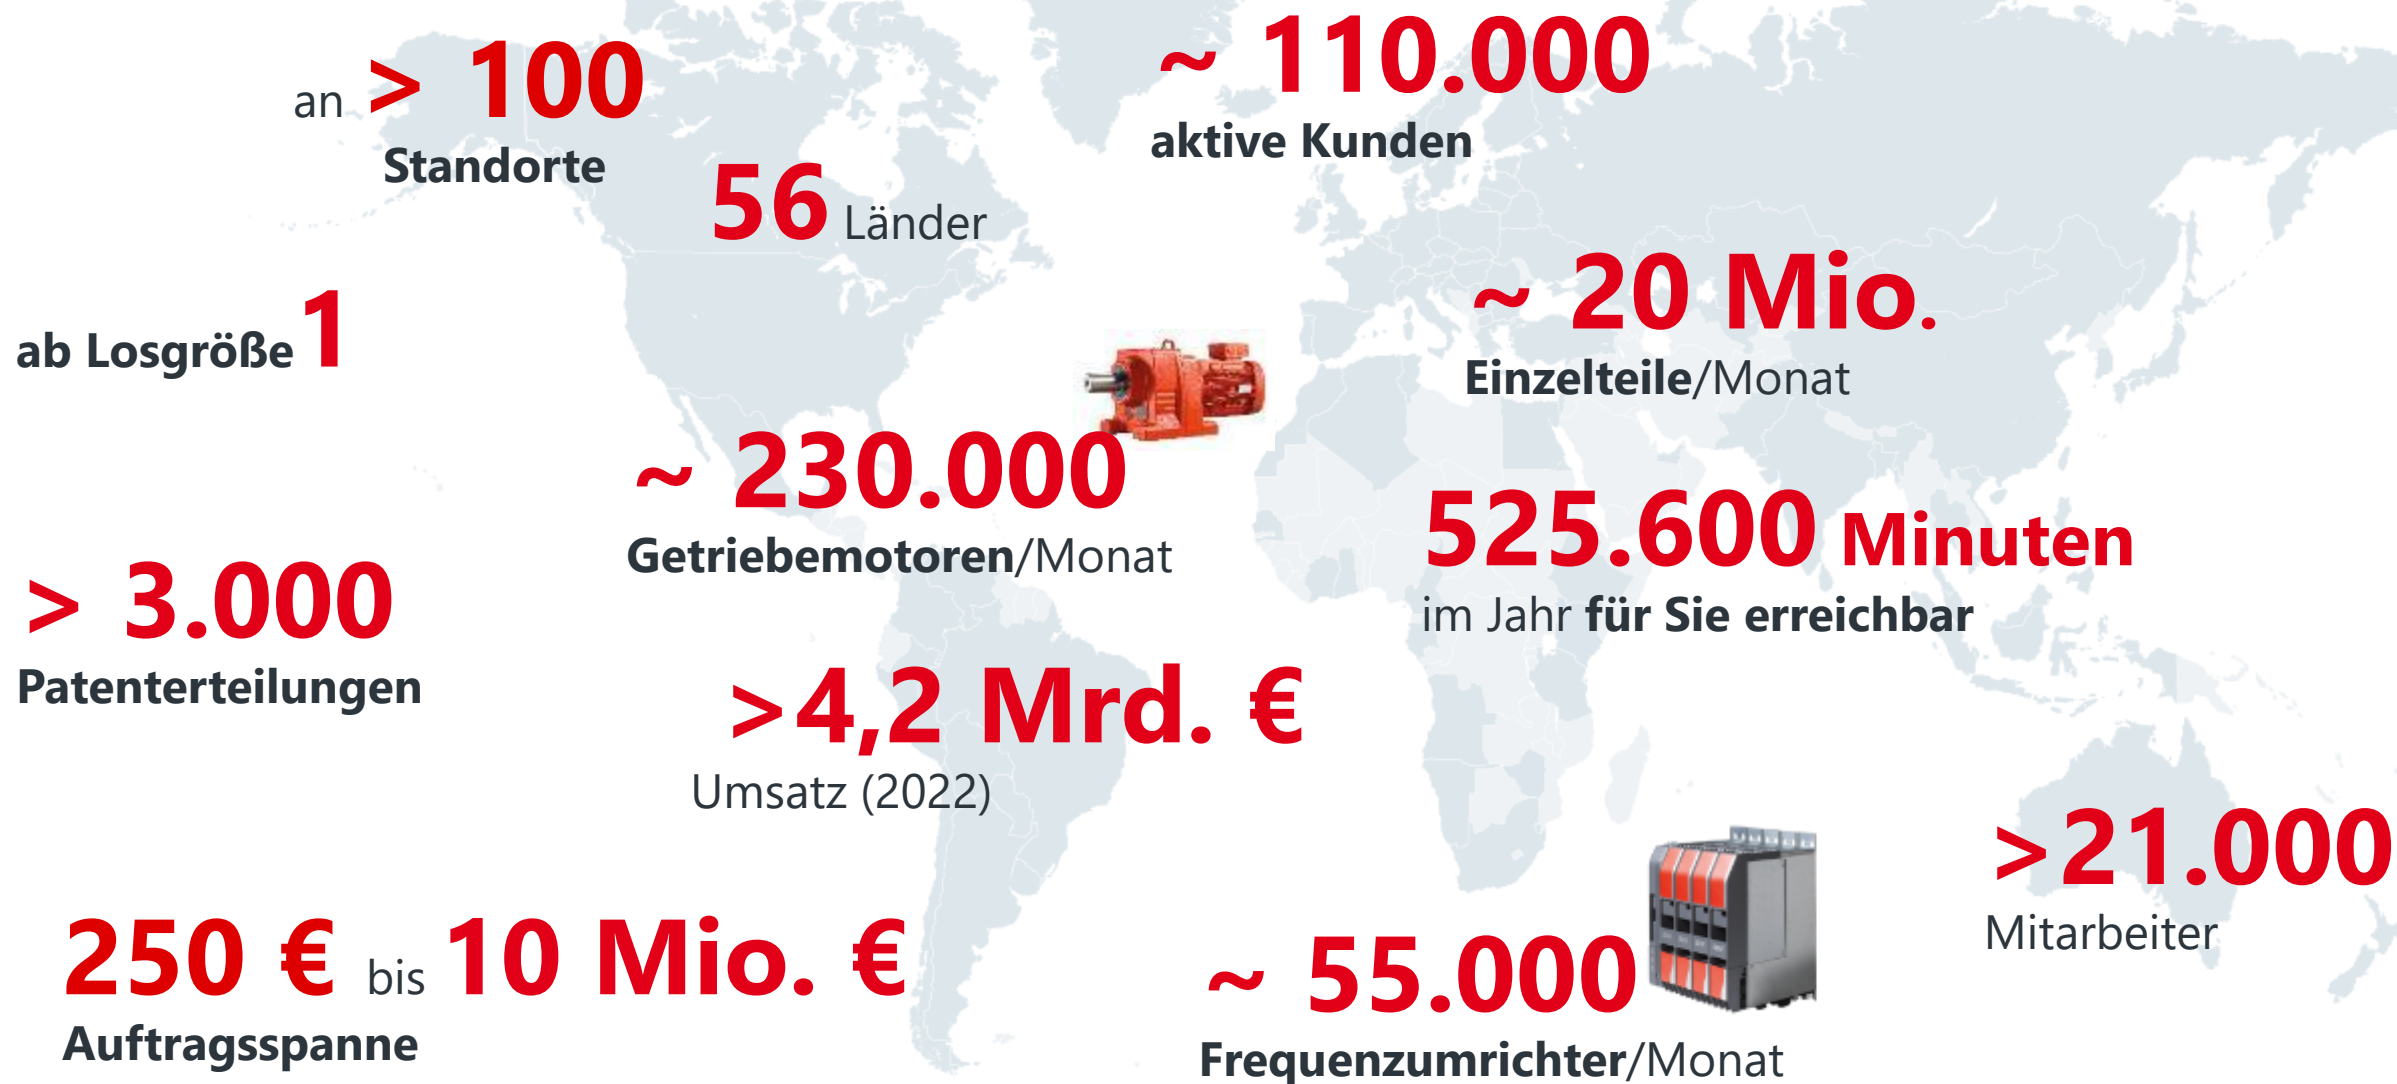 an > 100
Standorte
56 Länder
~ 110.000
aktive Kunden
ab Losgröße 1
~ 20 Mio.
Einzelteile/Monat
~ 230.000
Getriebemotoren/Monat
525.600 Minuten
im Jahr für Sie erreichbar
> 3.000
Patenterteilungen
>4,2 Mrd. €
Umsatz (2022)
>21.000
Mitarbeiter
250 € bis 10 Mio. €
Auftragsspanne
~ 55.000
Frequenzumrichter/Monat